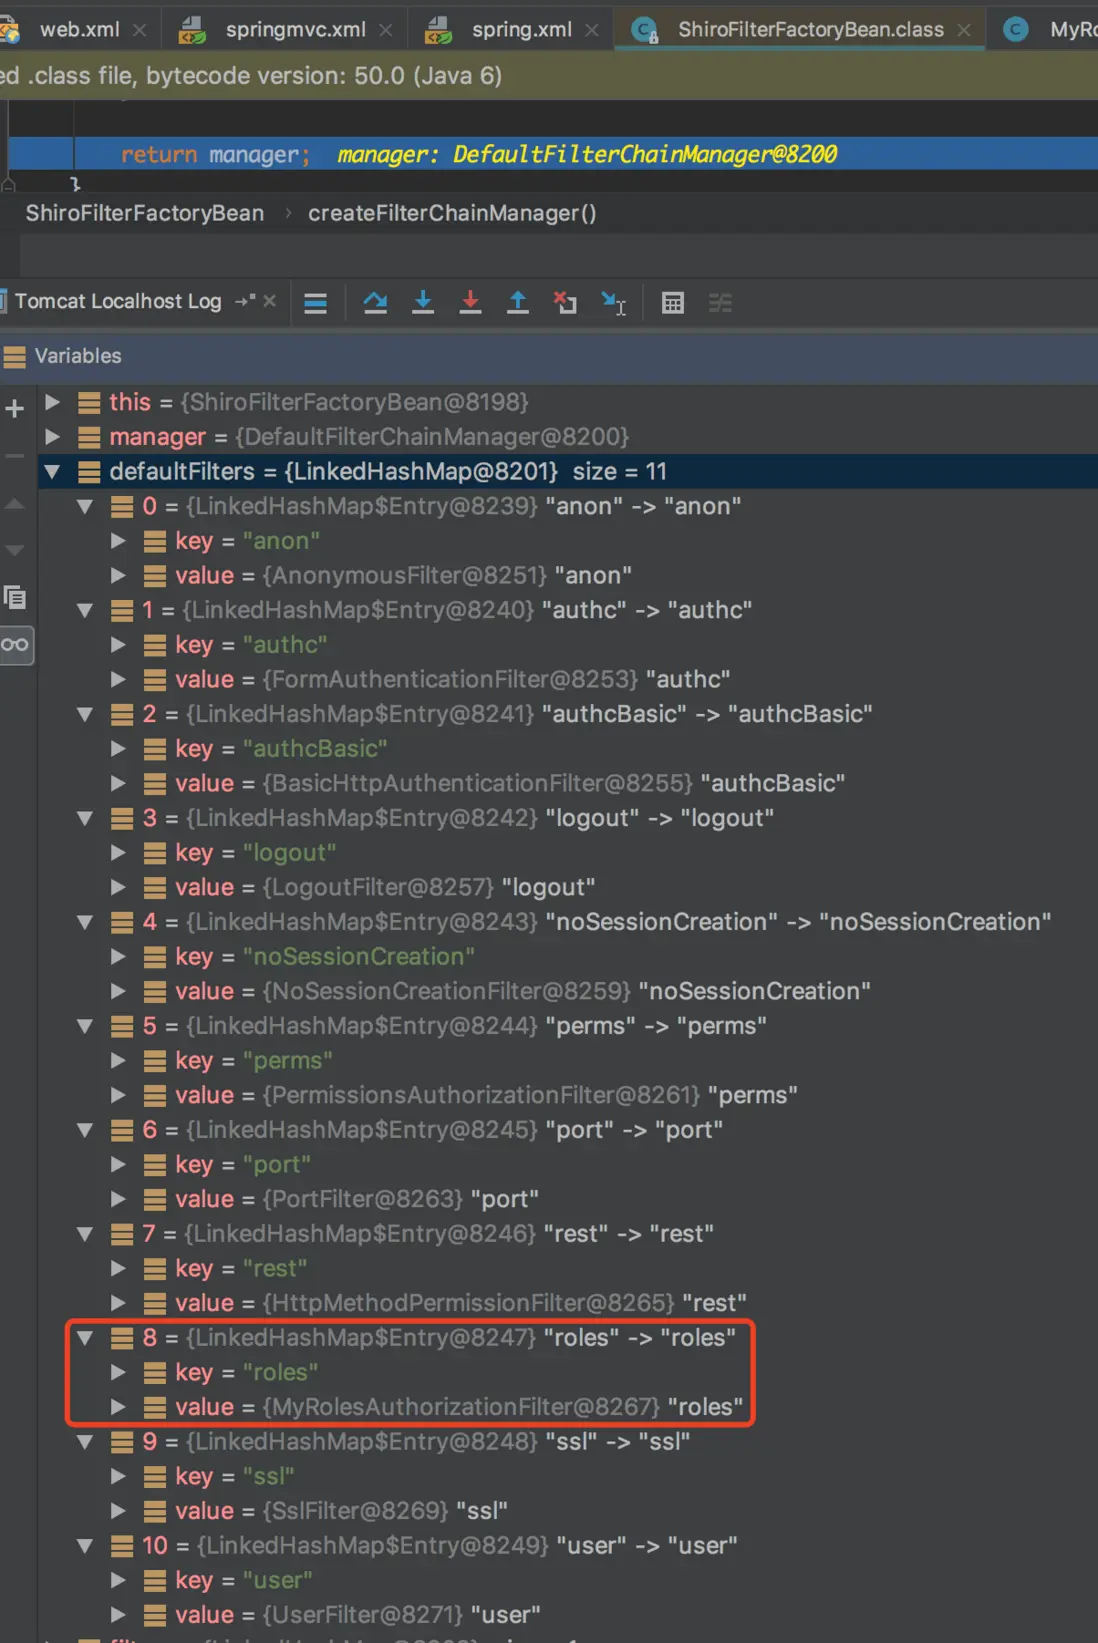 web.xml springmvc.xml spring.xml ShiroFilterFactoryBean.class
ed .class file, bytecode version: 50.0 (Java 6)
return manager; manager: DefaultFilterChainManager@8200
}
ShiroFilterFactoryBean › createFilterChainManager()
Tomcat Localhost Log
Variables
this = {ShiroFilterFactoryBean@8198}
manager = {DefaultFilterChainManager@8200}
defaultFilters = {LinkedHashMap@8201} size = 11
0 = {LinkedHashMap$Entry@8239} "anon" -> "anon"
key = "anon"
value = {AnonymousFilter@8251} "anon"
1 = {LinkedHashMap$Entry@8240} "authc" -> "authc"
key = "authc"
value = {FormAuthenticationFilter@8253} "authc"
2 = {LinkedHashMap$Entry@8241} "authcBasic" -> "authcBasic"
key = "authcBasic"
value = {BasicHttpAuthenticationFilter@8255} "authcBasic"
3 = {LinkedHashMap$Entry@8242} "logout" -> "logout"
key = "logout"
value = {LogoutFilter@8257} "logout"
4 = {LinkedHashMap$Entry@8243} "noSessionCreation" -> "noSessionCreation"
key = "noSessionCreation"
value = {NoSessionCreationFilter@8259} "noSessionCreation"
5 = {LinkedHashMap$Entry@8244} "perms" -> "perms"
key = "perms"
value = {PermissionsAuthorizationFilter@8261} "perms"
6 = {LinkedHashMap$Entry@8245} "port" -> "port"
key = "port"
value = {PortFilter@8263} "port"
7 = {LinkedHashMap$Entry@8246} "rest" -> "rest"
key = "rest"
value = {HttpMethodPermissionFilter@8265} "rest"
8 = {LinkedHashMap$Entry@8247} "roles" -> "roles"
key = "roles"
value = {MyRolesAuthorizationFilter@8267} "roles"
9 = {LinkedHashMap$Entry@8248} "ssl" -> "ssl"
key = "ssl"
value = {SslFilter@8269} "ssl"
10 = {LinkedHashMap$Entry@8249} "user" -> "user"
key = "user"
value = {UserFilter@8271} "user"